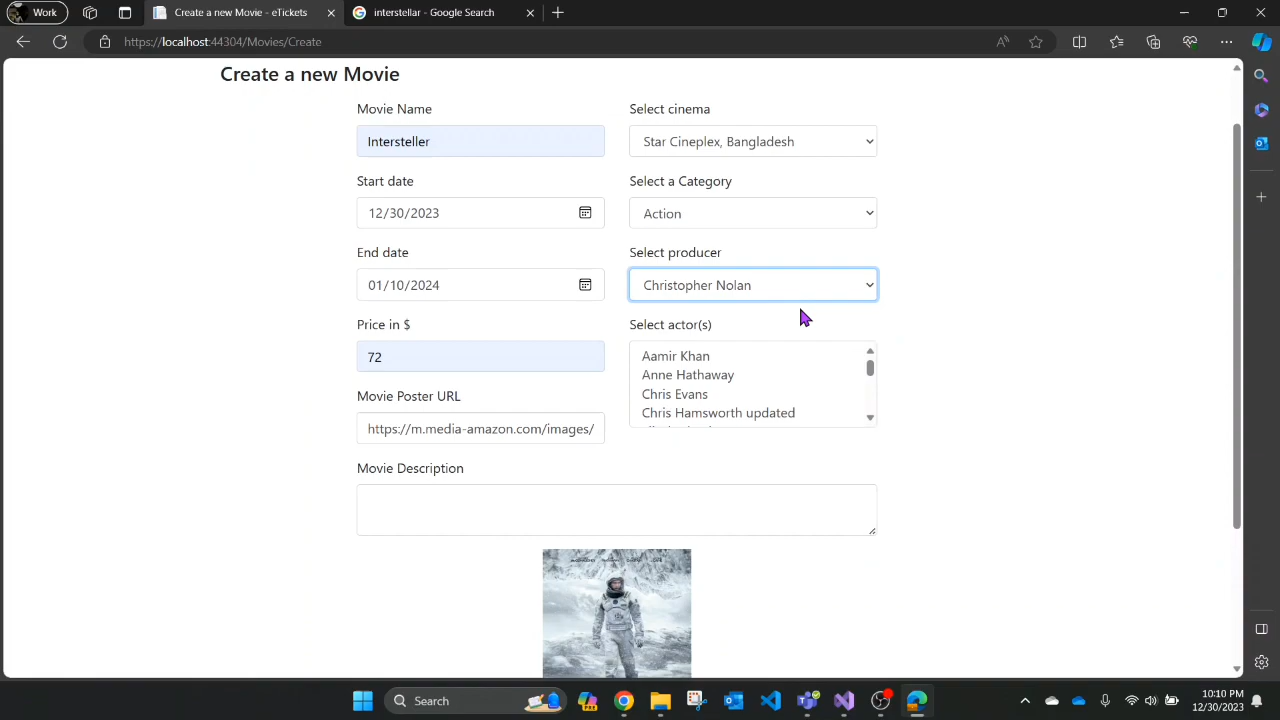 Work
Create a new Movie - eTickets
interstellar - Google Search
https://localhost:44304/Movies/Create
Create a new Movie
Movie Name
Intersteller
Select cinema
Star Cineplex, Bangladesh
Start date
12/30/2023
Select a Category
Action
End date
01/10/2024
Select producer
Christopher Nolan
Price in $
72
Select actor(s)
Aamir Khan
Anne Hathaway
Chris Evans
Chris Hamsworth updated
Movie Poster URL
https://m.media-amazon.com/images/
Movie Description
Search
10:10 PM
12/30/2023